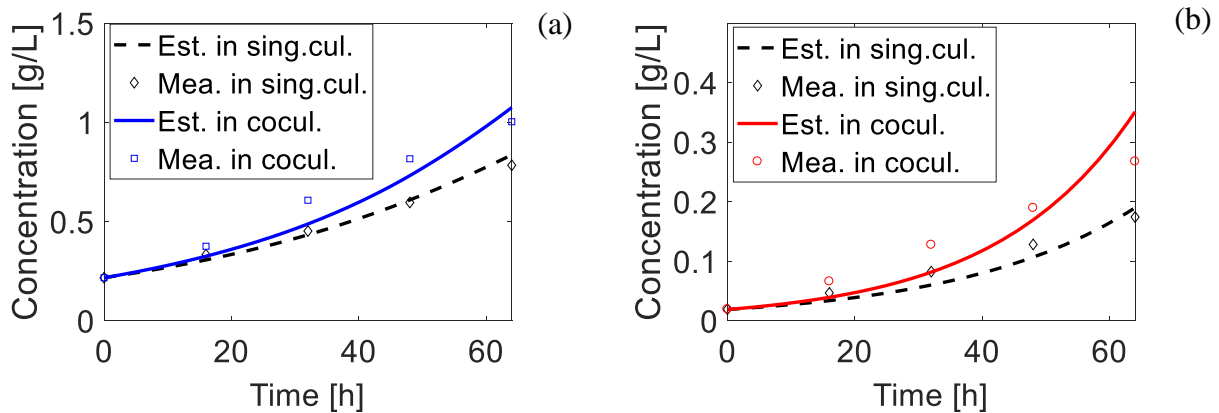 (a)
Concentration [g/L]
1.5
1
0.5
0
Est. in sing.cul.
Mea. in sing.cul.
Est. in cocul.
Mea. in cocul.
0 20 40 60
Time [h]
(b)
Concentration [g/L]
0.4
0.3
0.2
0.1
0
Est. in sing.cul.
Mea. in sing.cul.
Est. in cocul.
Mea. in cocul.
0 20 40 60
Time [h]